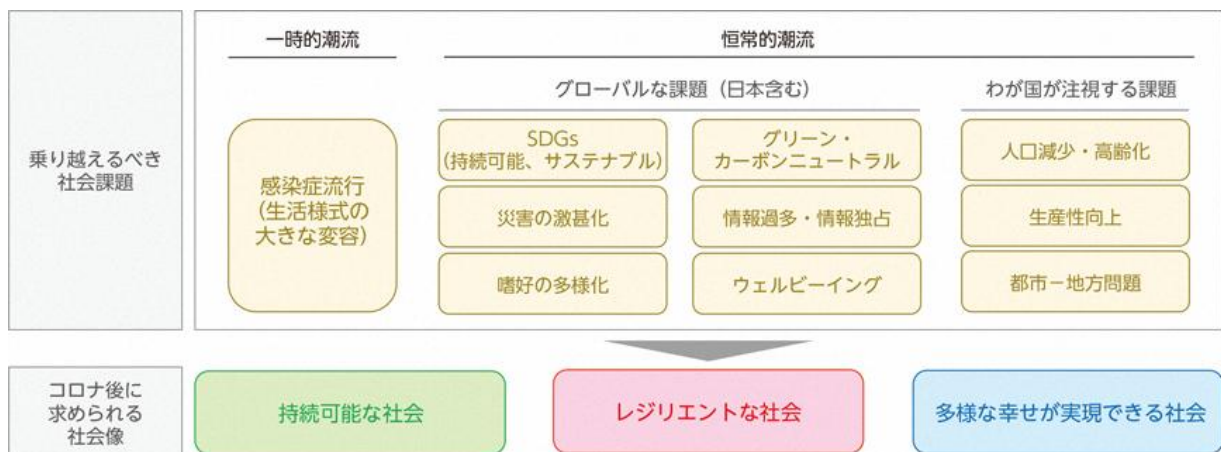 一時的潮流
恒常的潮流
グローバルな課題（日本含む）
わが国が注視する課題
乗り越えるべき
社会課題
感染症流行
（生活様式の
大きな変容）
SDGs
（持続可能、サステナブル）
グリーン・
カーボンニュートラル
人口減少・高齢化
災害の激甚化
情報過多・情報独占
生産性向上
嗜好の多様化
ウェルビーイング
都市－地方問題
コロナ後に
求められる
社会像
持続可能な社会
レジリエントな社会
多様な幸せが実現できる社会